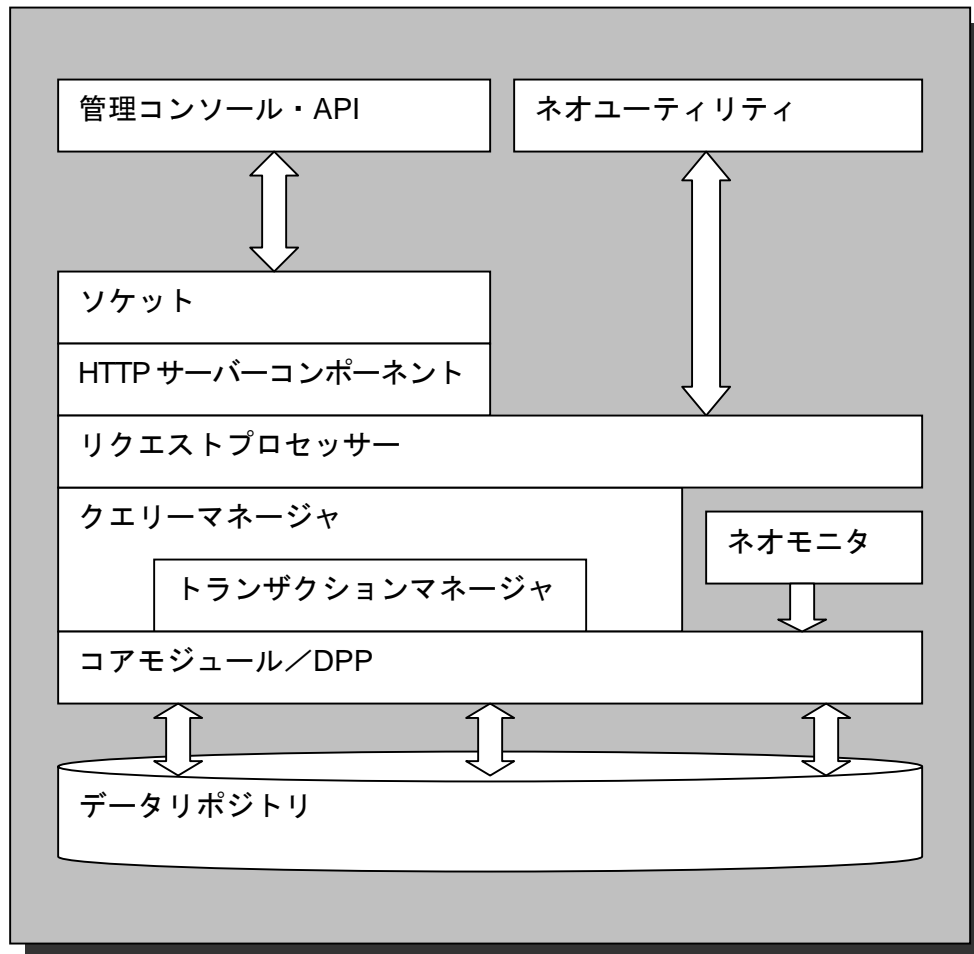 管理コンソール・API
ネオユーティリティ
ソケット
HTTP サーバーコンポーネント
リクエストプロセッサー
クエリーマネージャ
ネオモニタ
トランザクションマネージャ
コアモジュール／DPP
データリポジトリ